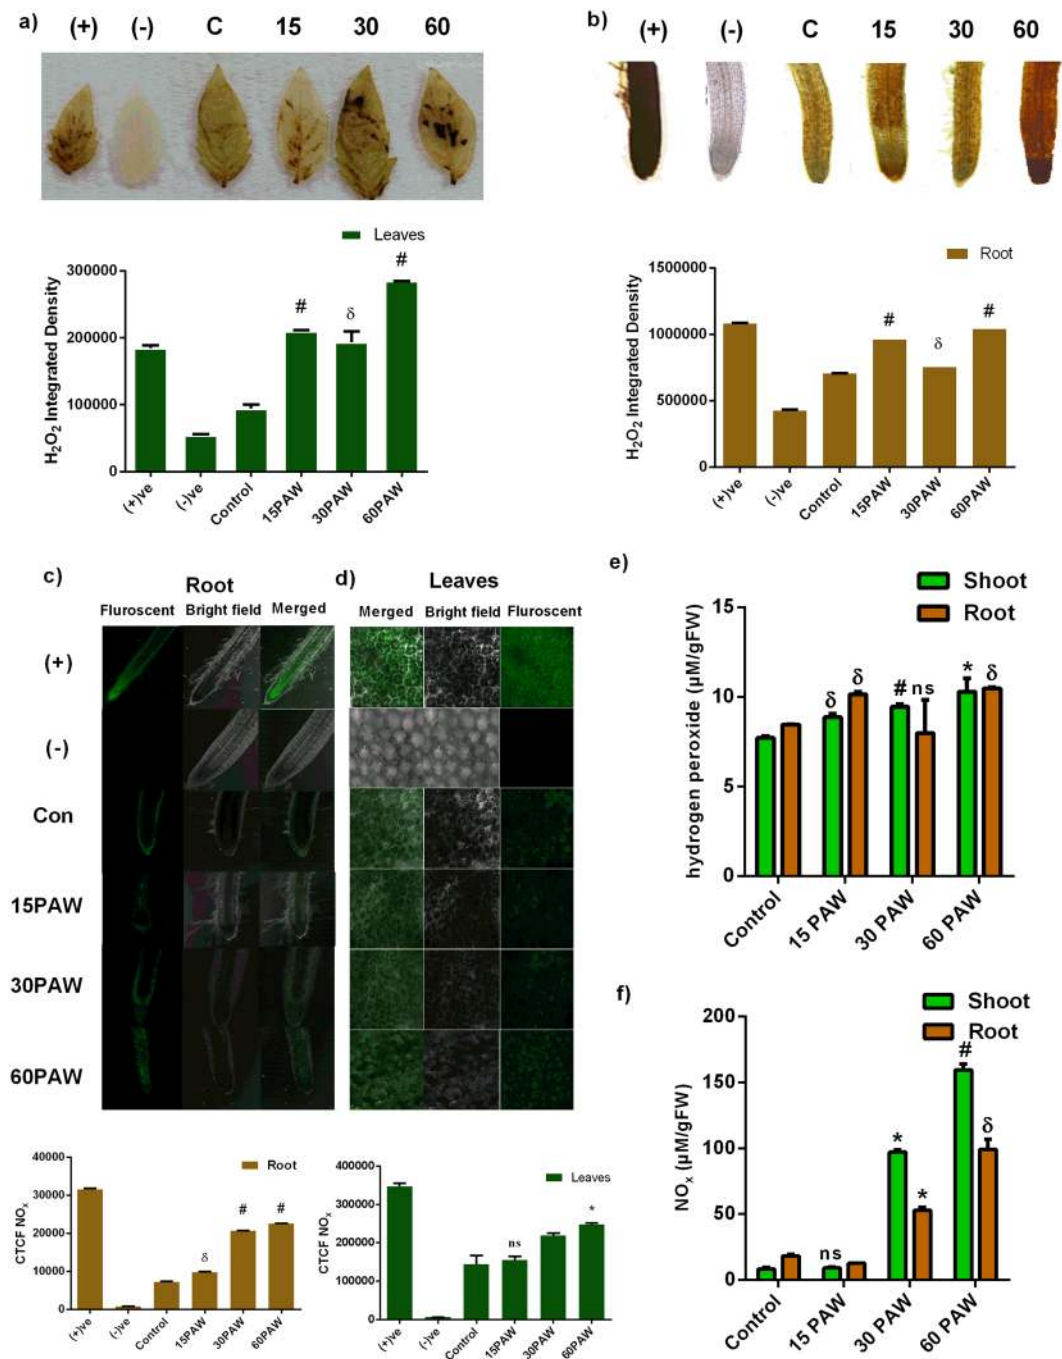 a)
(+) (-) C 15 30 60
Leaves
H₂O₂ Integrated Density
300000
200000
100000
0
# δ #
(+)ve (-)ve Control 15PAW 30PAW 60PAW
b)
(+) (-) C 15 30 60
Root
H₂O₂ Integrated Density
1500000
1000000
500000
0
# δ #
(+)ve (-)ve Control 15PAW 30PAW 60PAW
c)
Root
Fluroscent Bright field Merged
d)
Leaves
Merged Bright field Fluroscent
(+)
(-)
Con
15PAW
30PAW
60PAW
Root
CTCF NOₓ
40000
30000
20000
10000
0
δ # #
(+)ve (-)ve Control 15PAW 30PAW 60PAW
Leaves
CTCF NOₓ
400000
300000
200000
100000
0
ns *
(+)ve (-)ve Control 15PAW 30PAW 60PAW
e)
Shoot
Root
hydrogen peroxide (µM/gFW)
15
10
5
0
δ δ # ns * δ
Control 15 PAW 30 PAW 60 PAW
f)
Shoot
Root
NOₓ (µM/gFW)
200
150
100
50
0
ns * * # δ
Control 15 PAW 30 PAW 60 PAW